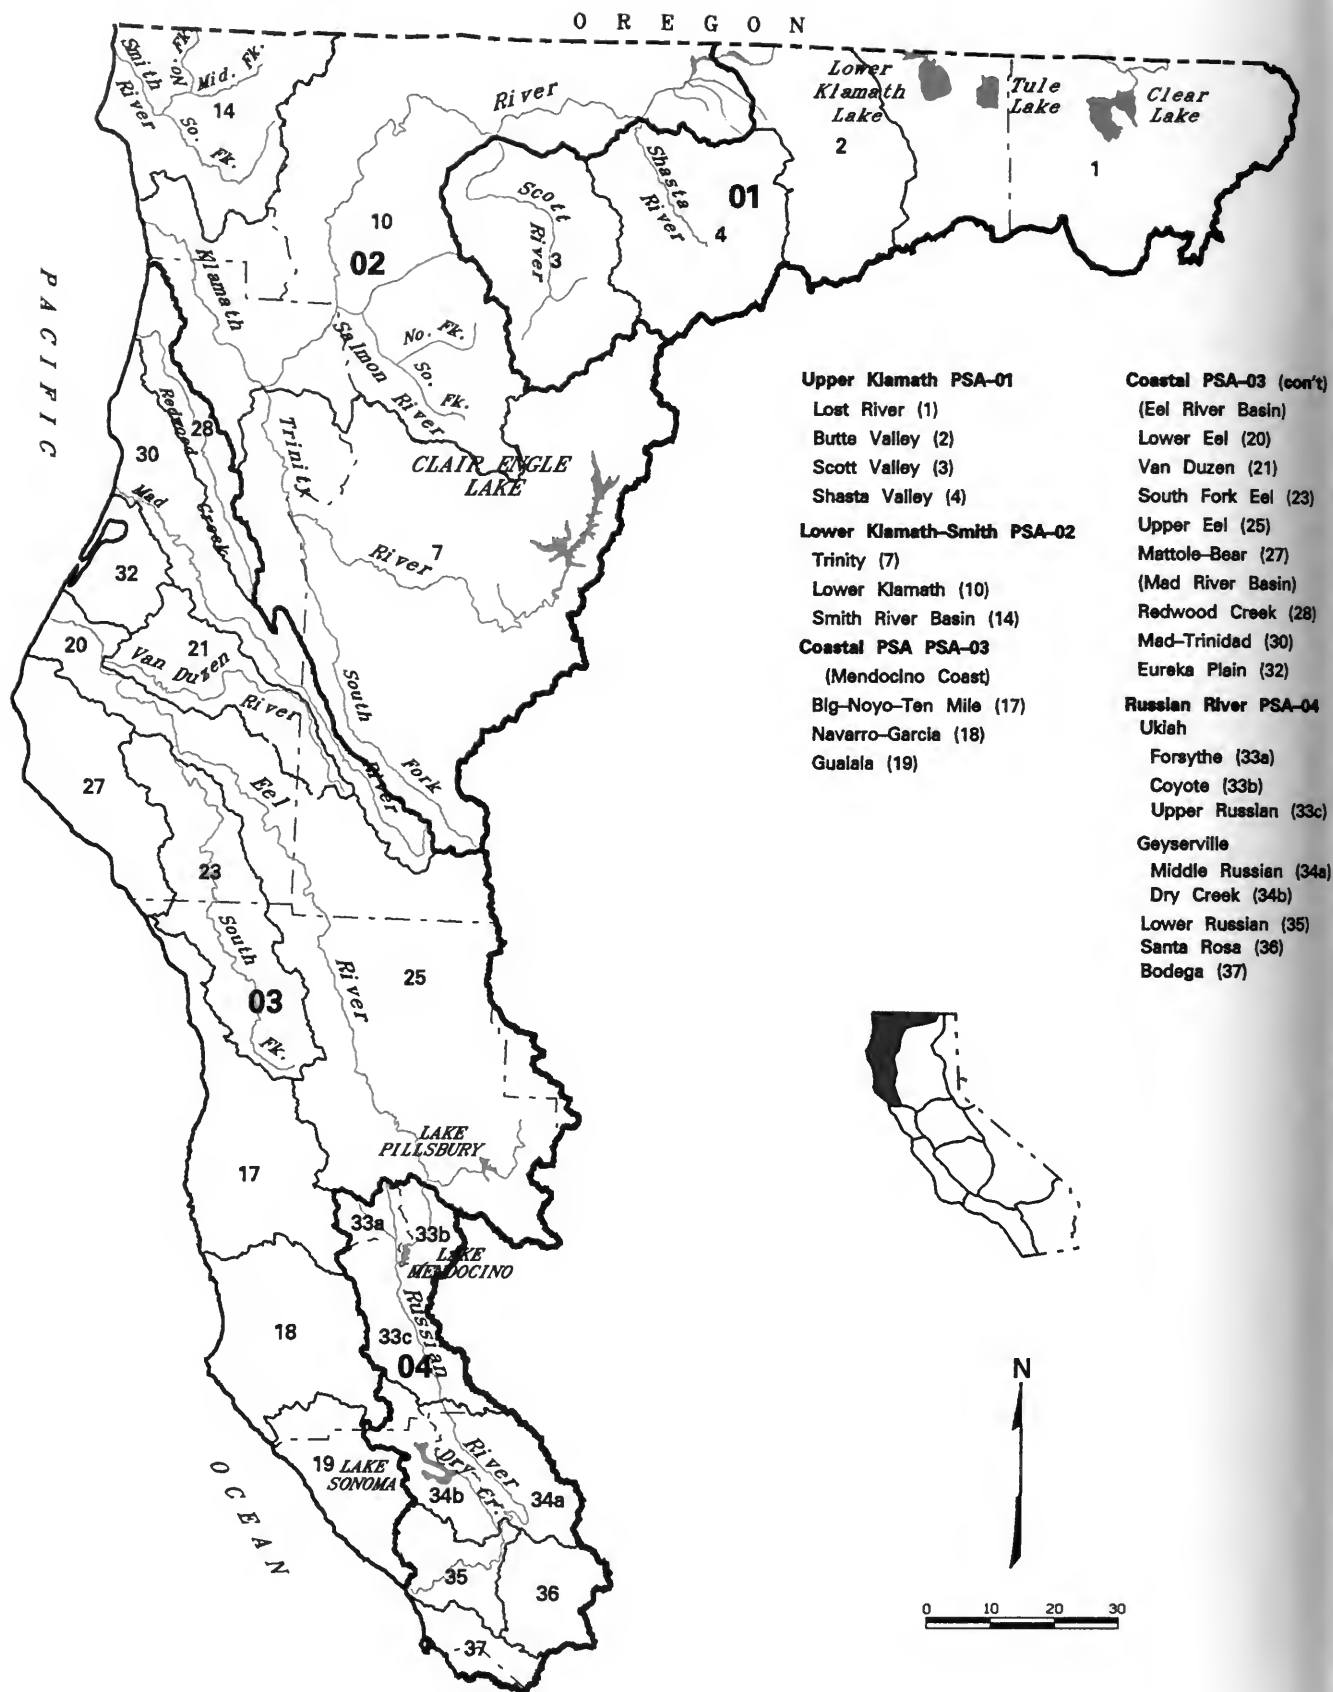 OREGON
Smith
River
No. Fk.
Mid. Fk.
14
So. Fk.
River
Lower
Klamath
Lake
Tule
Lake
Clear
Lake
2
1
Shasta
River
01
4
Scott
River
3
10
02
Klamath
PACIFIC
Salmon
River
No. Fk.
So. Fk.
Redwood
Creek
28
30
Trinity
River
CLAIR ENGLE
LAKE
7
Mad
River
32
20
21
Van Duzen
River
South
Fork
27
Eel
River
23
South
Fk.
03
25
LAKE
PILLSBURY
17
33a
33b
LAKE
MENDOCINO
Russian
River
18
33c
04
19
LAKE
SONOMA
Dry Cr.
34b
34a
35
36
37
OCEAN
Upper Klamath PSA-01
Lost River (1)
Butte Valley (2)
Scott Valley (3)
Shasta Valley (4)
Lower Klamath-Smith PSA-02
Trinity (7)
Lower Klamath (10)
Smith River Basin (14)
Coastal PSA PSA-03
(Mendocino Coast)
Big-Noyo-Ten Mile (17)
Navarro-Garcia (18)
Gualala (19)
Coastal PSA-03 (con't)
(Eel River Basin)
Lower Eel (20)
Van Duzen (21)
South Fork Eel (23)
Upper Eel (25)
Mattole-Bear (27)
(Mad River Basin)
Redwood Creek (28)
Mad-Trinidad (30)
Eureka Plain (32)
Russian River PSA-04
Ukiah
Forsythe (33a)
Coyote (33b)
Upper Russian (33c)
Geyserville
Middle Russian (34a)
Dry Creek (34b)
Lower Russian (35)
Santa Rosa (36)
Bodega (37)
N
0 10 20 30